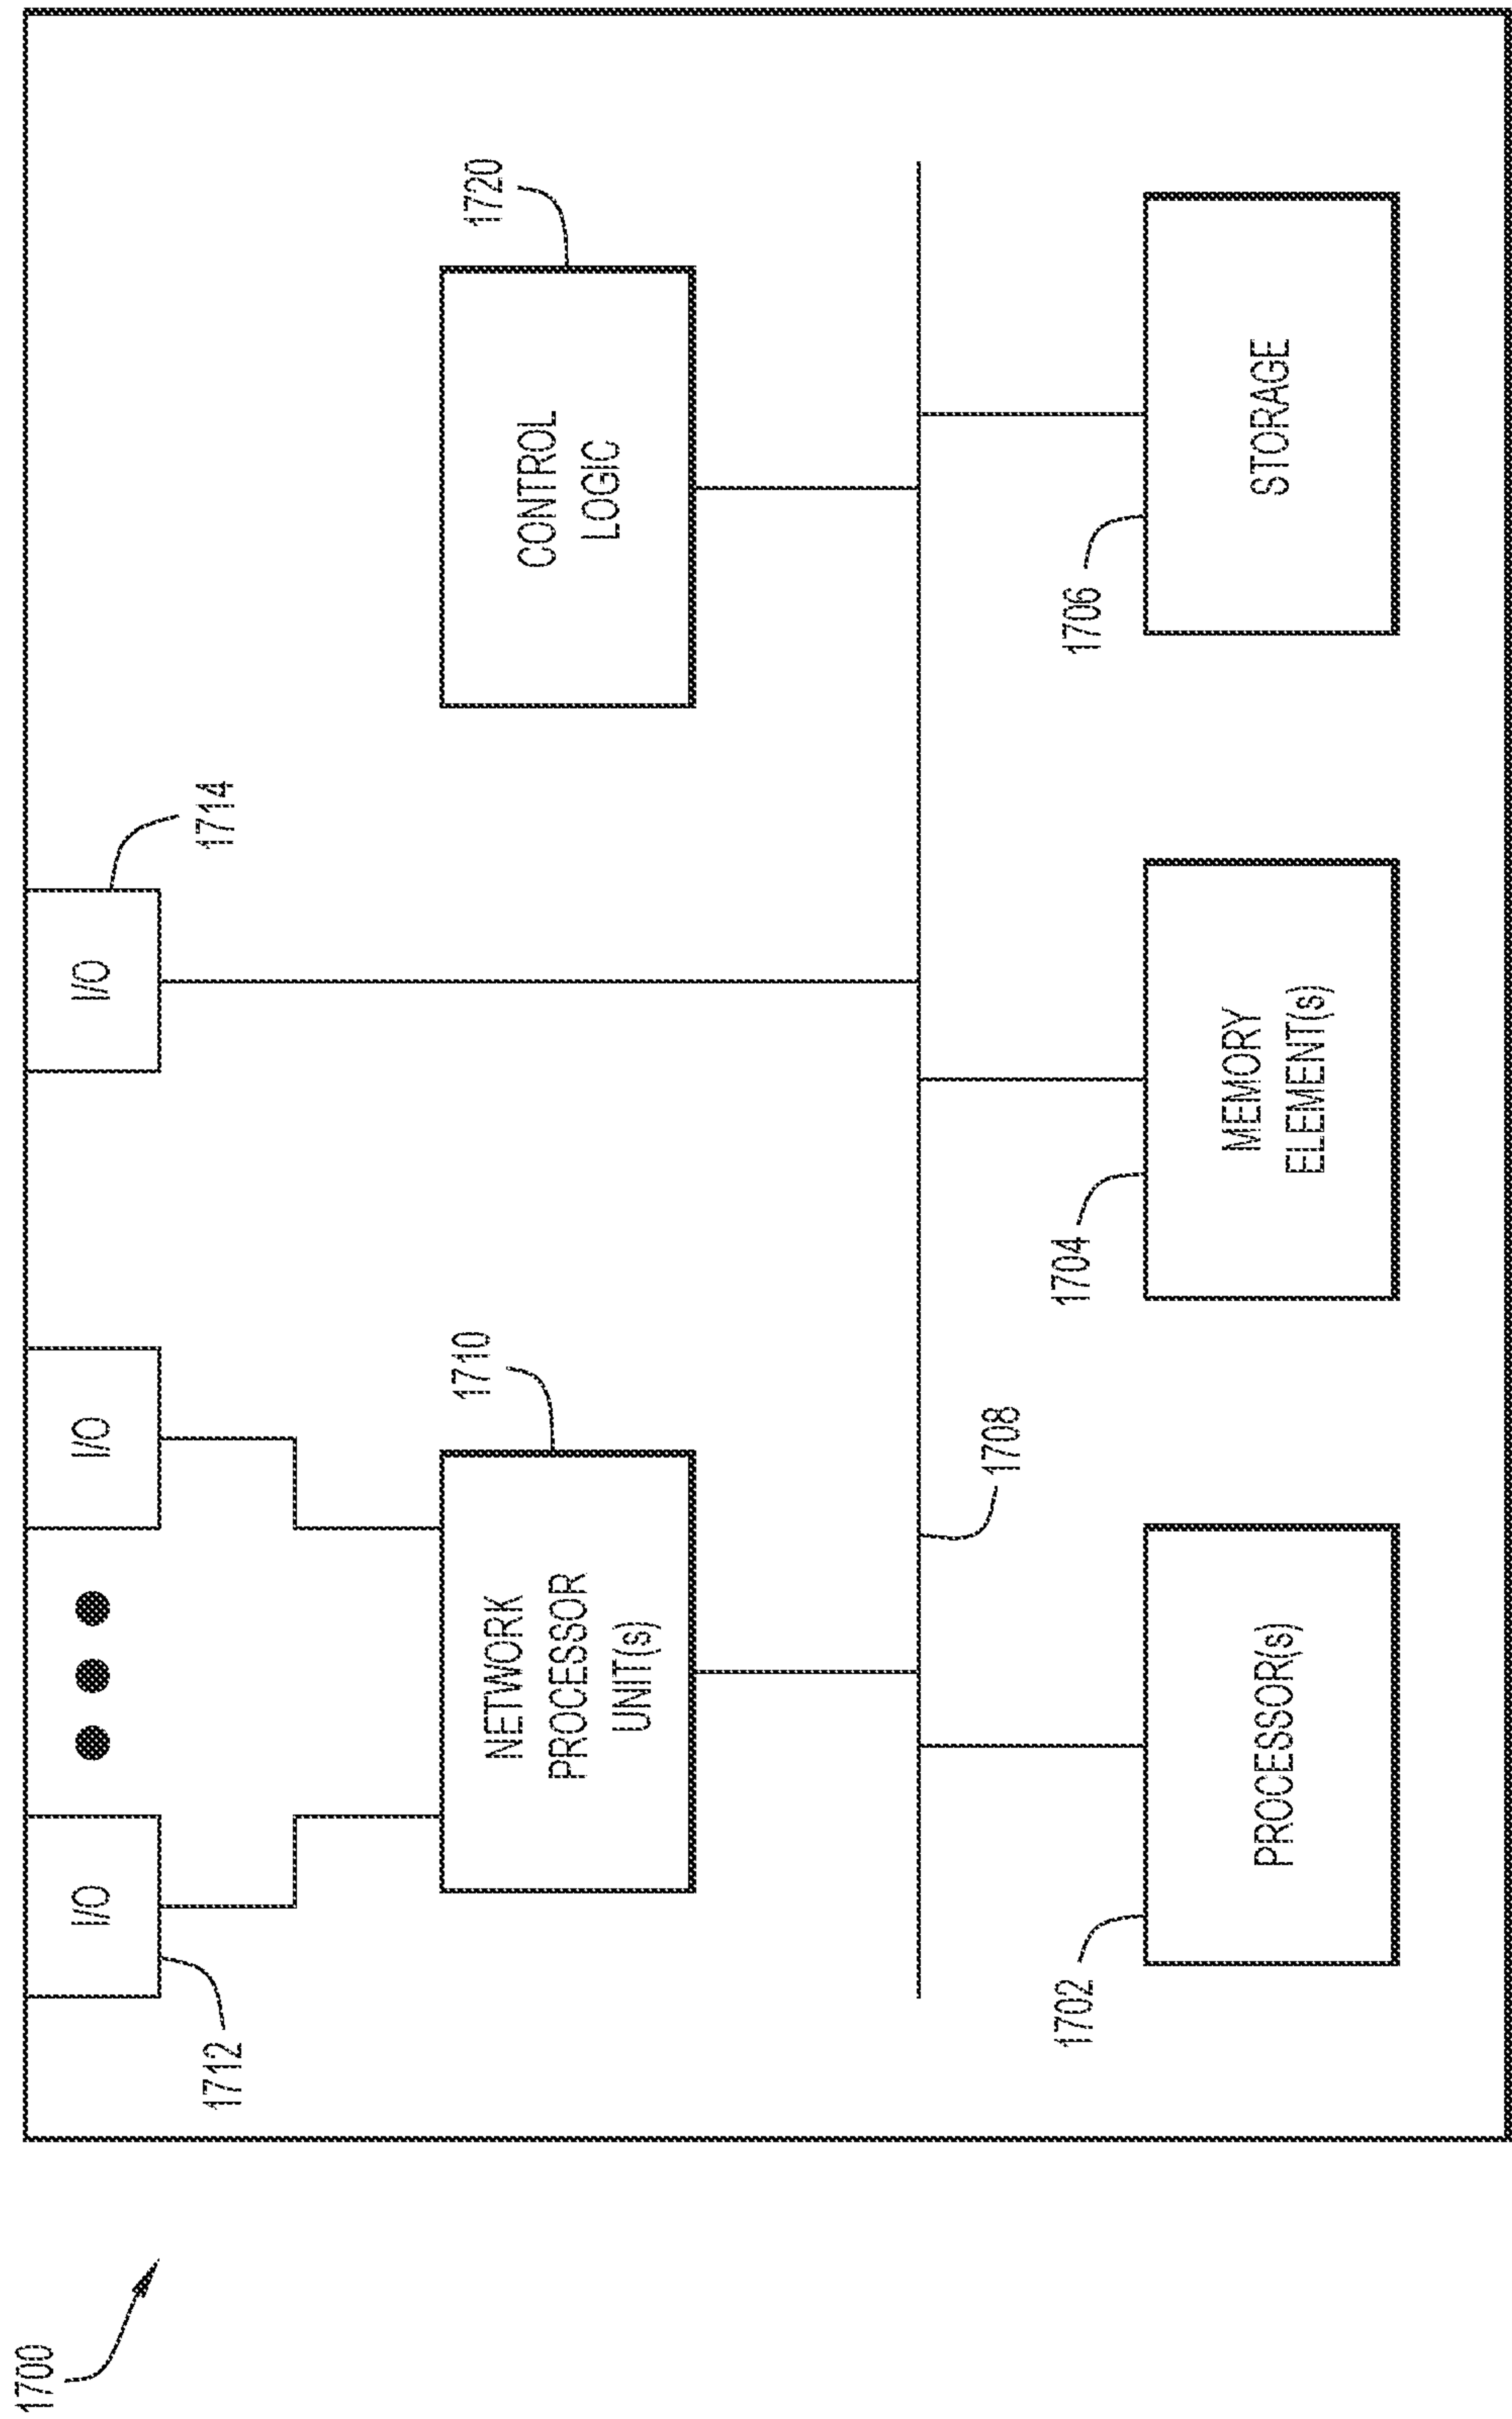 1700
I/O
I/O
I/O
1712
1714
NETWORK
PROCESSOR
UNIT(s)
1710
CONTROL
LOGIC
1720
1708
1702
PROCESSOR(s)
1704
MEMORY
ELEMENT(s)
1706
STORAGE